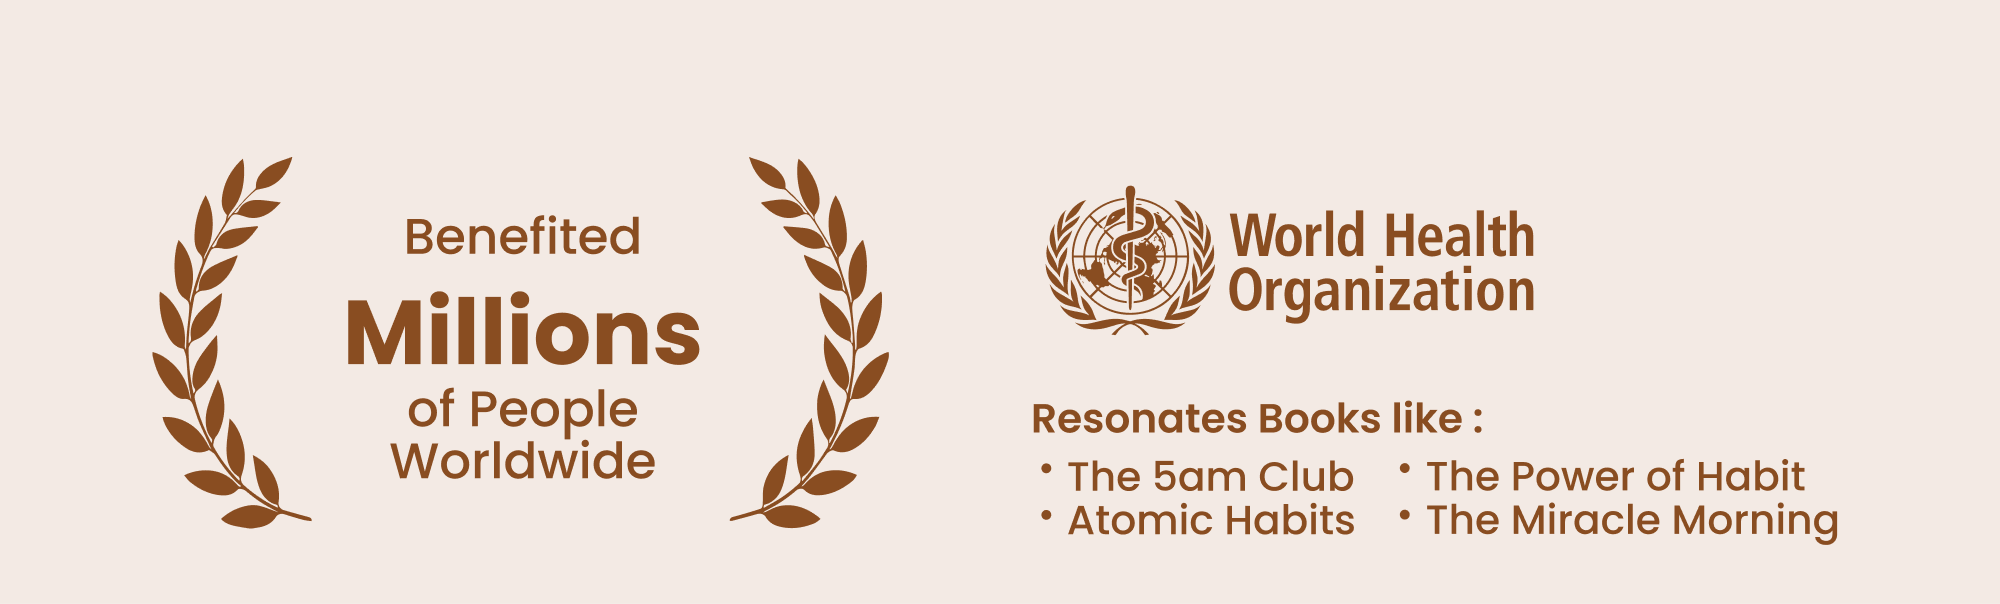 Benefited
Millions
of People
Worldwide
World Health
Organization
Resonates Books like :
• The 5am Club
• Atomic Habits
• The Power of Habit
• The Miracle Morning